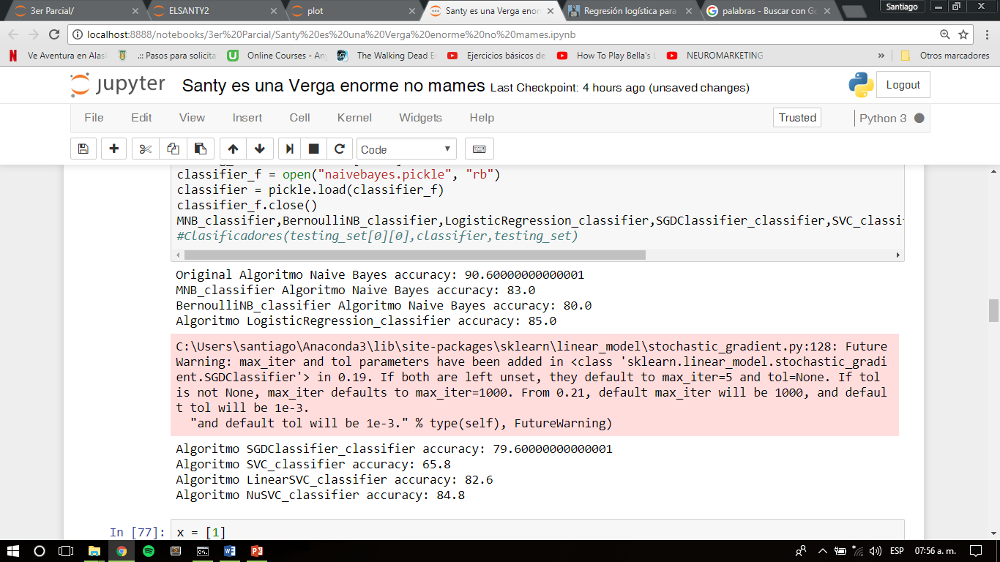 3er Parcial/
ELSANTY2
plot
Santy es una Verga enor
Regresión logística para
palabras - Buscar con Go
Santiago
localhost:8888/notebooks/3er%20Parcial/Santy%20es%20una%20Verga%20enorme%20no%20mames.ipynb
Ve Aventura en Alas
.:: Pasos para solicita
Online Courses - An
The Walking Dead E
Ejercicios básicos de
How To Play Bella's L
NEUROMARKETING
»
Otros marcadores
jupyter
Santy es una Verga enorme no mames Last Checkpoint: 4 hours ago (unsaved changes)
Logout
File Edit View Insert Cell Kernel Widgets Help
Trusted
Python 3
Code
classifier_f = open("naivebayes.pickle", "rb")
classifier = pickle.load(classifier_f)
classifier_f.close()
MNB_classifier,BernoulliNB_classifier,LogisticRegression_classifier,SGDClassifier_classifier,SVC_classi
#Clasificadores(testing_set[0][0],classifier,testing_set)
Original Algoritmo Naive Bayes accuracy: 90.60000000000001
MNB_classifier Algoritmo Naive Bayes accuracy: 83.0
BernoulliNB_classifier Algoritmo Naive Bayes accuracy: 80.0
Algoritmo LogisticRegression_classifier accuracy: 85.0
C:\Users\santiago\Anaconda3\lib\site-packages\sklearn\linear_model\stochastic_gradient.py:128: Future
Warning: max_iter and tol parameters have been added in <class 'sklearn.linear_model.stochastic_gradi
ent.SGDClassifier'> in 0.19. If both are left unset, they default to max_iter=5 and tol=None. If tol
is not None, max_iter defaults to max_iter=1000. From 0.21, default max_iter will be 1000, and defaul
t tol will be 1e-3.
"and default tol will be 1e-3." % type(self), FutureWarning)
Algoritmo SGDClassifier_classifier accuracy: 79.60000000000001
Algoritmo SVC_classifier accuracy: 65.8
Algoritmo LinearSVC_classifier accuracy: 82.6
Algoritmo NuSVC_classifier accuracy: 84.8
In [77]: x = [1]
ESP
07:56 a. m.